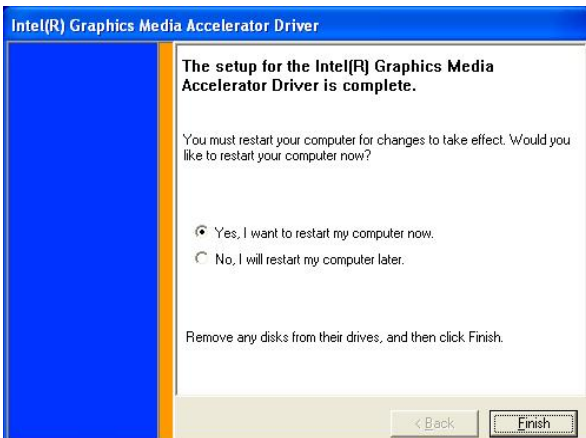 Intel(R) Graphics Media Accelerator Driver
The setup for the Intel(R) Graphics Media
Accelerator Driver is complete.
You must restart your computer for changes to take effect. Would you
like to restart your computer now?
Yes, I want to restart my computer now.
No, I will restart my computer later.
Remove any disks from their drives, and then click Finish.
< Back
Finish